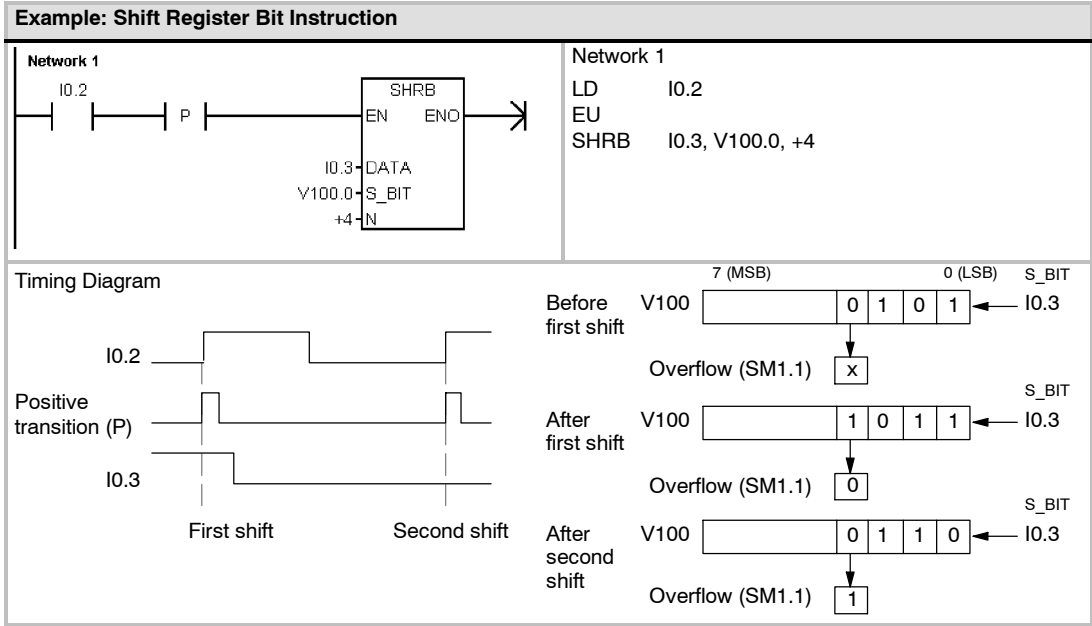 Example: Shift Register Bit Instruction
Network 1
I0.2
P
SHRB
EN ENO
I0.3 DATA
V100.0 S_BIT
+4 N
Network 1
LD I0.2
EU
SHRB I0.3, V100.0, +4
Timing Diagram
I0.2
Positive
transition (P)
I0.3
First shift Second shift
7 (MSB) 0 (LSB) S_BIT
Before
first shift
V100 0 1 0 1 I0.3
Overflow (SM1.1) x
S_BIT
After
first shift
V100 1 0 1 1 I0.3
Overflow (SM1.1) 0
S_BIT
After
second
shift
V100 0 1 1 0 I0.3
Overflow (SM1.1) 1